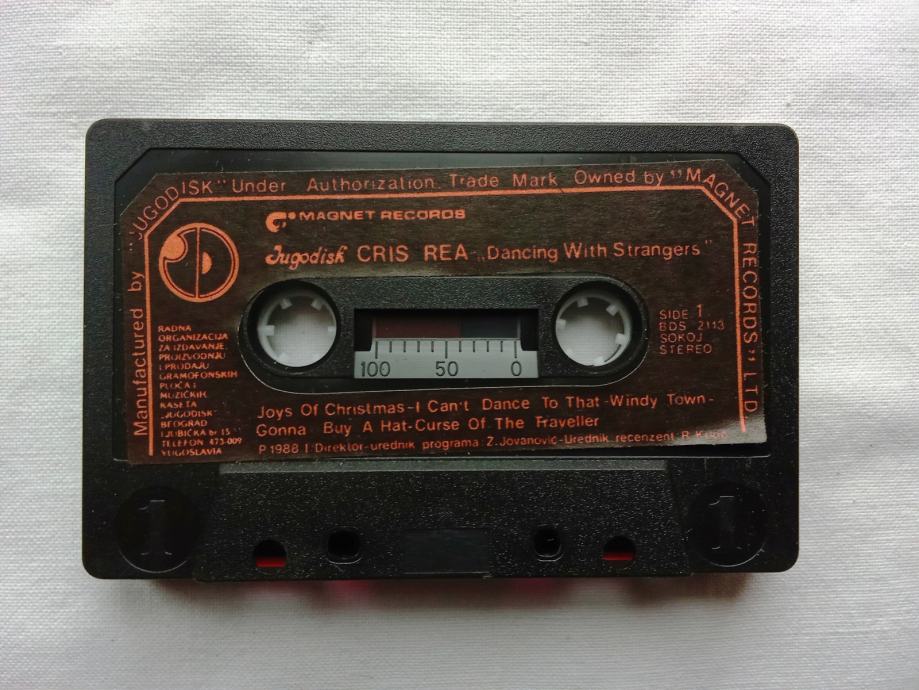 Manufactured by "JUGODISK" Under Authorization Trade Mark Owned by "MAGNET RECORDS" LTD
MAGNET RECORDS
Jugodisk CRIS REA-„Dancing With Strangers"
SIDE 1
BDS 2113
SOKOJ
STEREO
RADNA
ORGANIZACIJA
ZA IZDAVANJE
PROIZVODNJU
I PRODAJU
GRAMOFONSKIH
PLOČA I
MUZIČKIH
KASETA
„JUGODISK"
BEOGRAD
LJUBIČKA br 15
TELEFON 473-009
YUGOSLAVIA
100 50 0
Joys Of Christmas-I Can't Dance To That-Windy Town-
Gonna Buy A Hat-Curse Of The Traveller
P 1988 I Direktor-urednik programa Z. Jovanović-Urednik recenzent R.
1 1